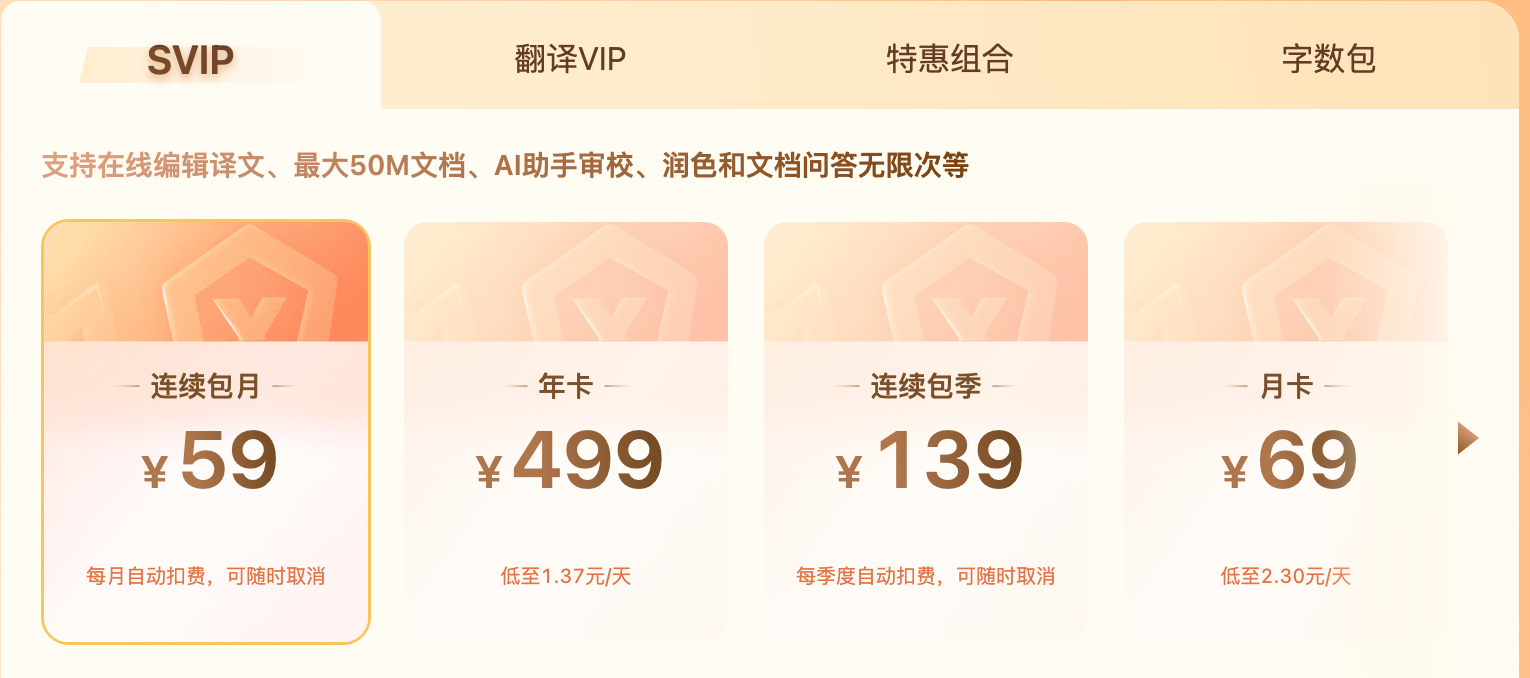 SVIP
翻译VIP
特惠组合
字数包
支持在线编辑译文、最大50M文档、AI助手审校、润色和文档问答无限次等
连续包月
¥59
每月自动扣费，可随时取消
年卡
¥499
低至1.37元/天
连续包季
¥139
每季度自动扣费，可随时取消
月卡
¥69
低至2.30元/天